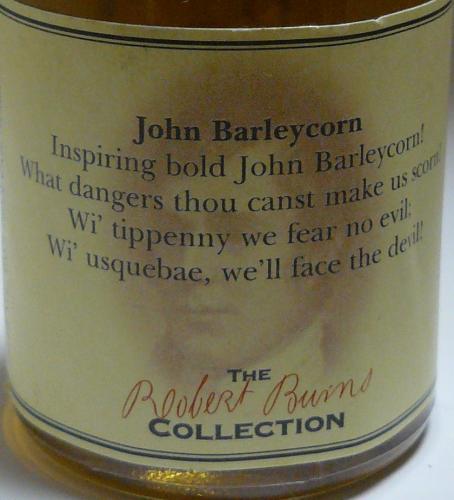 John Barleycorn
Inspiring bold John Barleycorn!
What dangers thou canst make us scorn!
Wi' tippenny we fear no evil;
Wi' usquebae, we'll face the devil!
THE
Robert Burns
COLLECTION